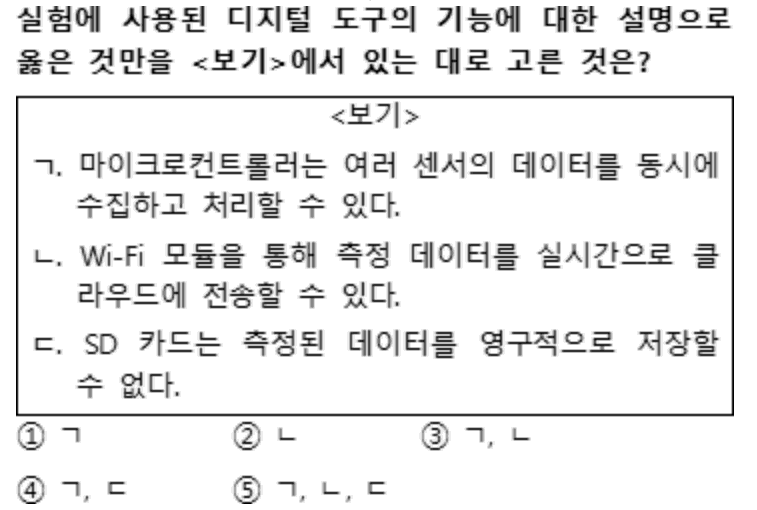 실험에 사용된 디지털 도구의 기능에 대한 설명으로
옳은 것만을 <보기>에서 있는 대로 고른 것은?
<보기>
ㄱ. 마이크로컨트롤러는 여러 센서의 데이터를 동시에
수집하고 처리할 수 있다.
ㄴ. Wi-Fi 모듈을 통해 측정 데이터를 실시간으로 클
라우드에 전송할 수 있다.
ㄷ. SD 카드는 측정된 데이터를 영구적으로 저장할
수 없다.
① ㄱ ② ㄴ ③ ㄱ, ㄴ
④ ㄱ, ㄷ ⑤ ㄱ, ㄴ, ㄷ